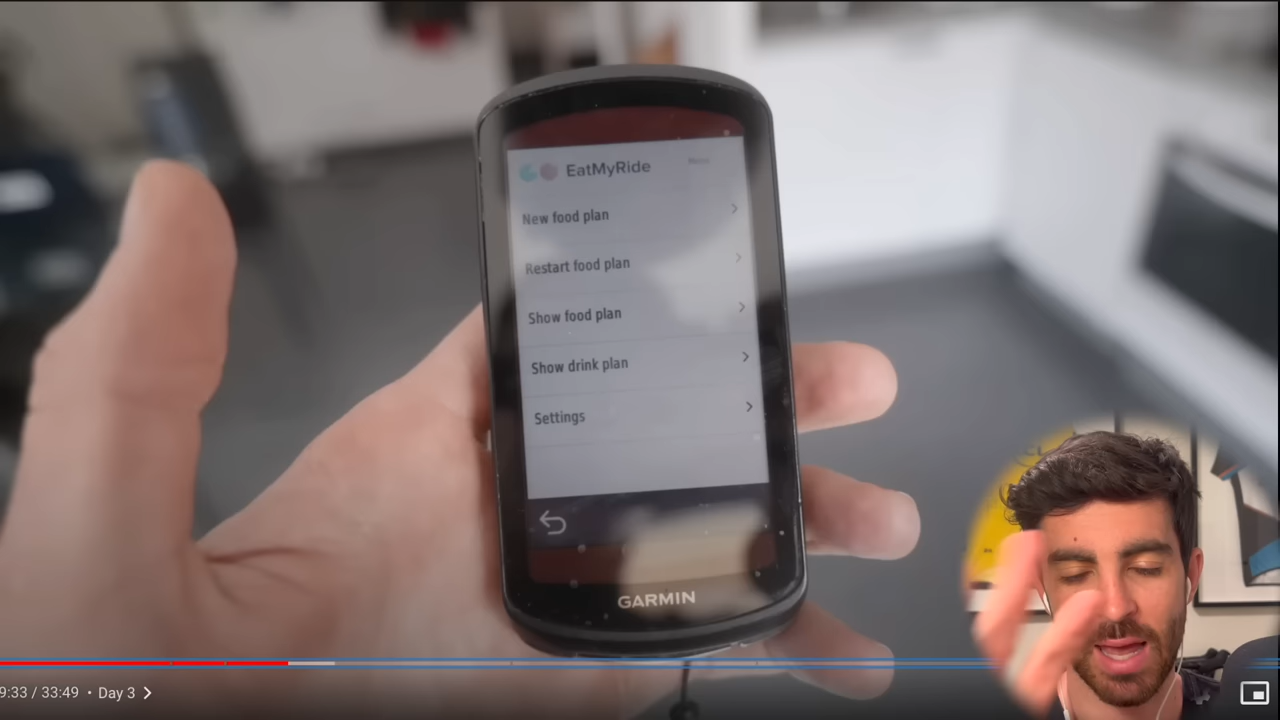 EatMyRide
New food plan
Restart food plan
Show food plan
Show drink plan
Settings
GARMIN
9:33 / 33:49 • Day 3